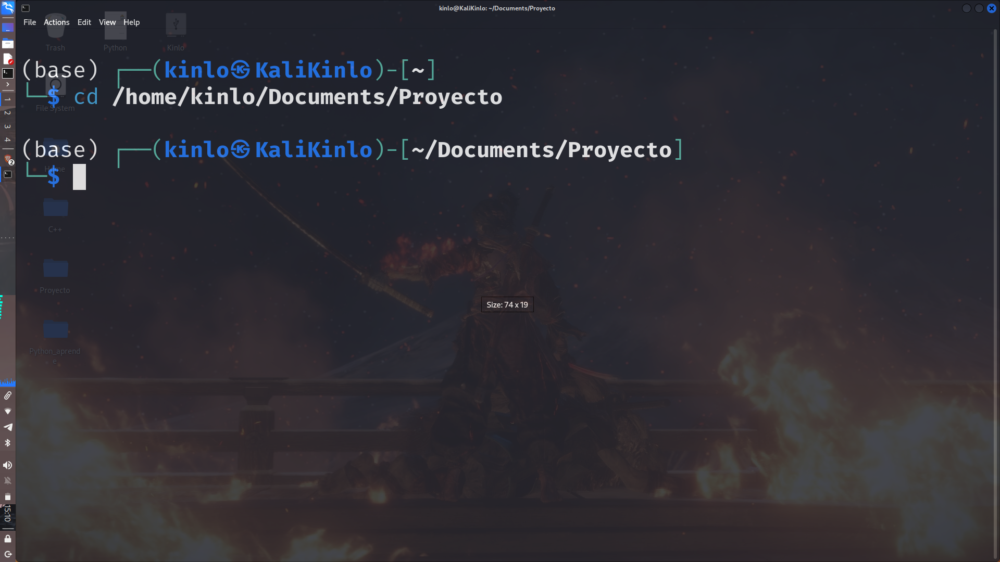 kinlo@KaliKinlo: ~/Documents/Proyecto
File Actions Edit View Help
Trash Python Kinlo
(base) ┌──(kinlo㉿KaliKinlo)-[~]
└─$ cd /home/kinlo/Documents/Proyecto
File System
(base) ┌──(kinlo㉿KaliKinlo)-[~/Documents/Proyecto]
Home
└─$
C++
Proyecto
Size: 74 x 19
Python_aprend
e
1
2
3
4
2
15:10